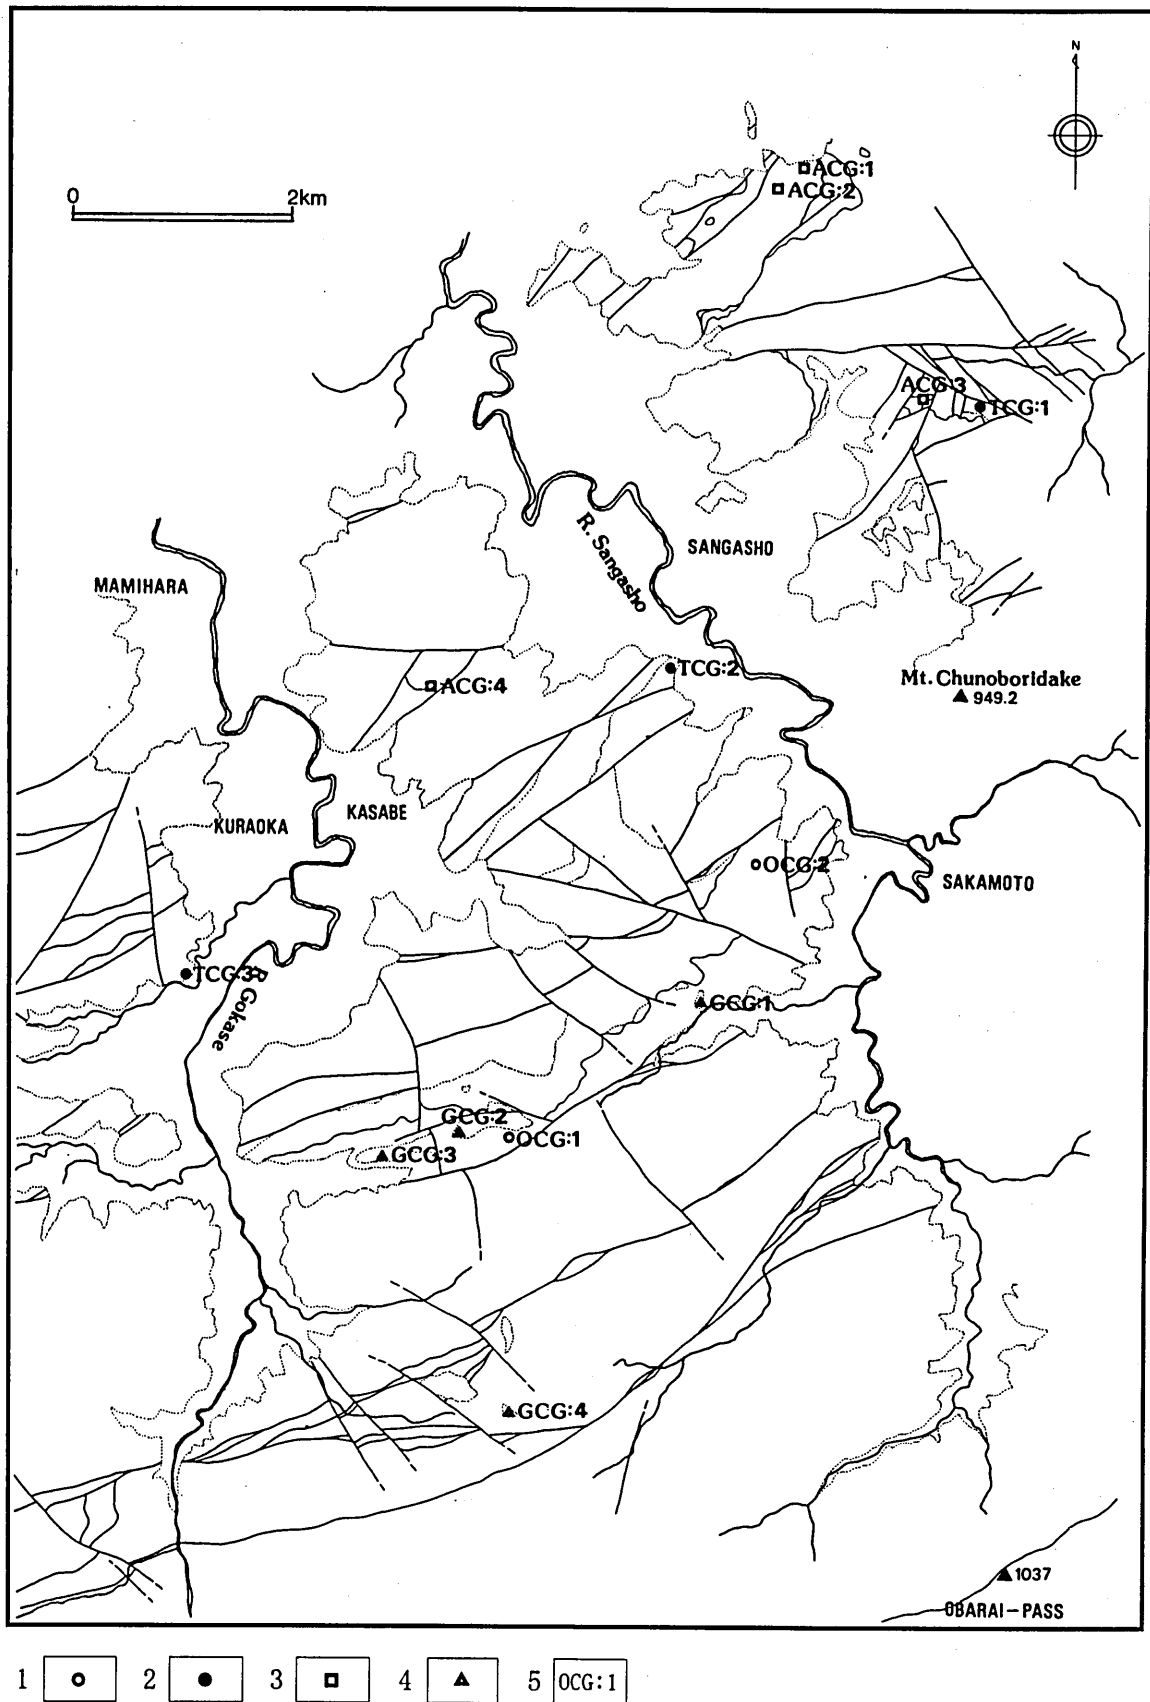 N
0 2km
ACG:1
ACG:2
ACG:3
TCG:1
R. Sangasho
SANGASHO
MAMIHARA
TCG:2
Mt. Chunoboridake
949.2
ACG:4
KASABE
KURAOKA
OCG:2
SAKAMOTO
TCG:3
R. Gokase
GCG:1
GCG:2
OCG:1
GCG:3
GCG:4
1037
OBARAI-PASS
1 2 3 4 5 OCG:1